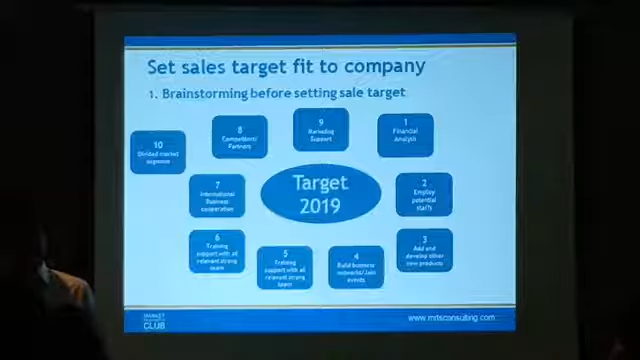 Set sales target fit to company
1. Brainstorming before setting sale target
10
Divided market
segments
8
Competitors/
Partners
9
Marketing
Support
1
Financial
Analysis
7
International
Business
cooperation
Target
2019
2
Employ
potential
staffs
6
Training
support with all
relevant strong
team
5
Training
support with all
relevant strong
team
4
Build business
networks/Join
events
3
Add and
develop other
new products
MARKET
CLUB
www.mrtsconsulting.com